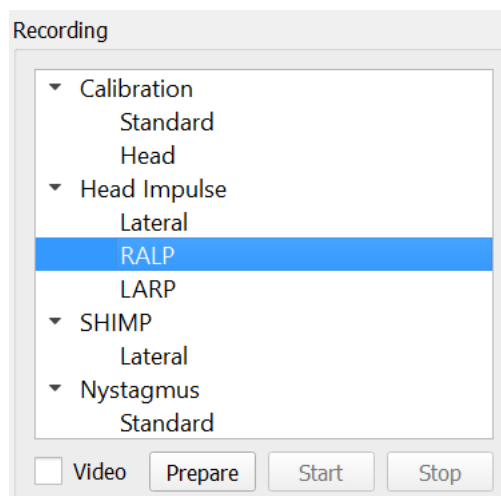 Recording
Calibration
Standard
Head
Head Impulse
Lateral
RALP
LARP
SHIMP
Lateral
Nystagmus
Standard
Video Prepare Start Stop